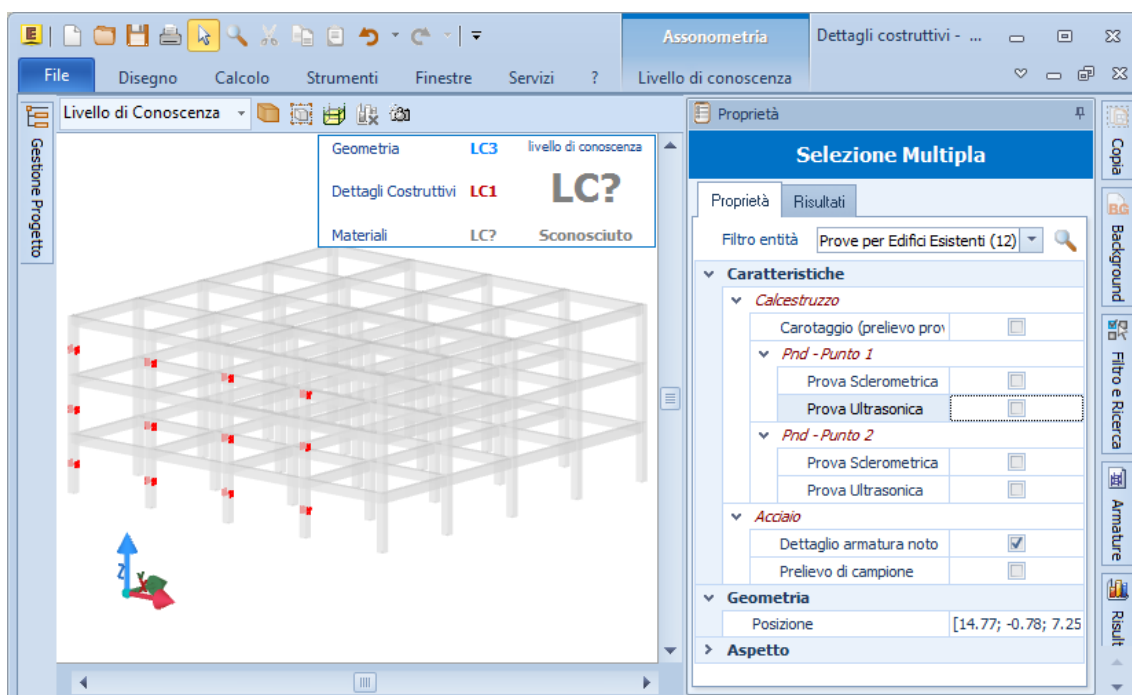 Assonometria
Dettagli costruttivi - ...
File
Disegno
Calcolo
Strumenti
Finestre
Servizi
?
Livello di conoscenza
Gestione Progetto
Livello di Conoscenza
Geometria LC3
livello di conoscenza
Dettagli Costruttivi LC1
LC?
Materiali LC?
Sconosciuto
Z
Y
X
Proprietà
Selezione Multipla
Proprietà
Risultati
Filtro entità
Prove per Edifici Esistenti (12)
Caratteristiche
Calcestruzzo
Carotaggio (prelievo prov
Pnd - Punto 1
Prova Sclerometrica
Prova Ultrasonica
Pnd - Punto 2
Prova Sclerometrica
Prova Ultrasonica
Acciaio
Dettaglio armatura noto
Prelievo di campione
Geometria
Posizione
[14.77; -0.78; 7.25
Aspetto
Copia
BG
Background
Filtro e Ricerca
Armature
Risult